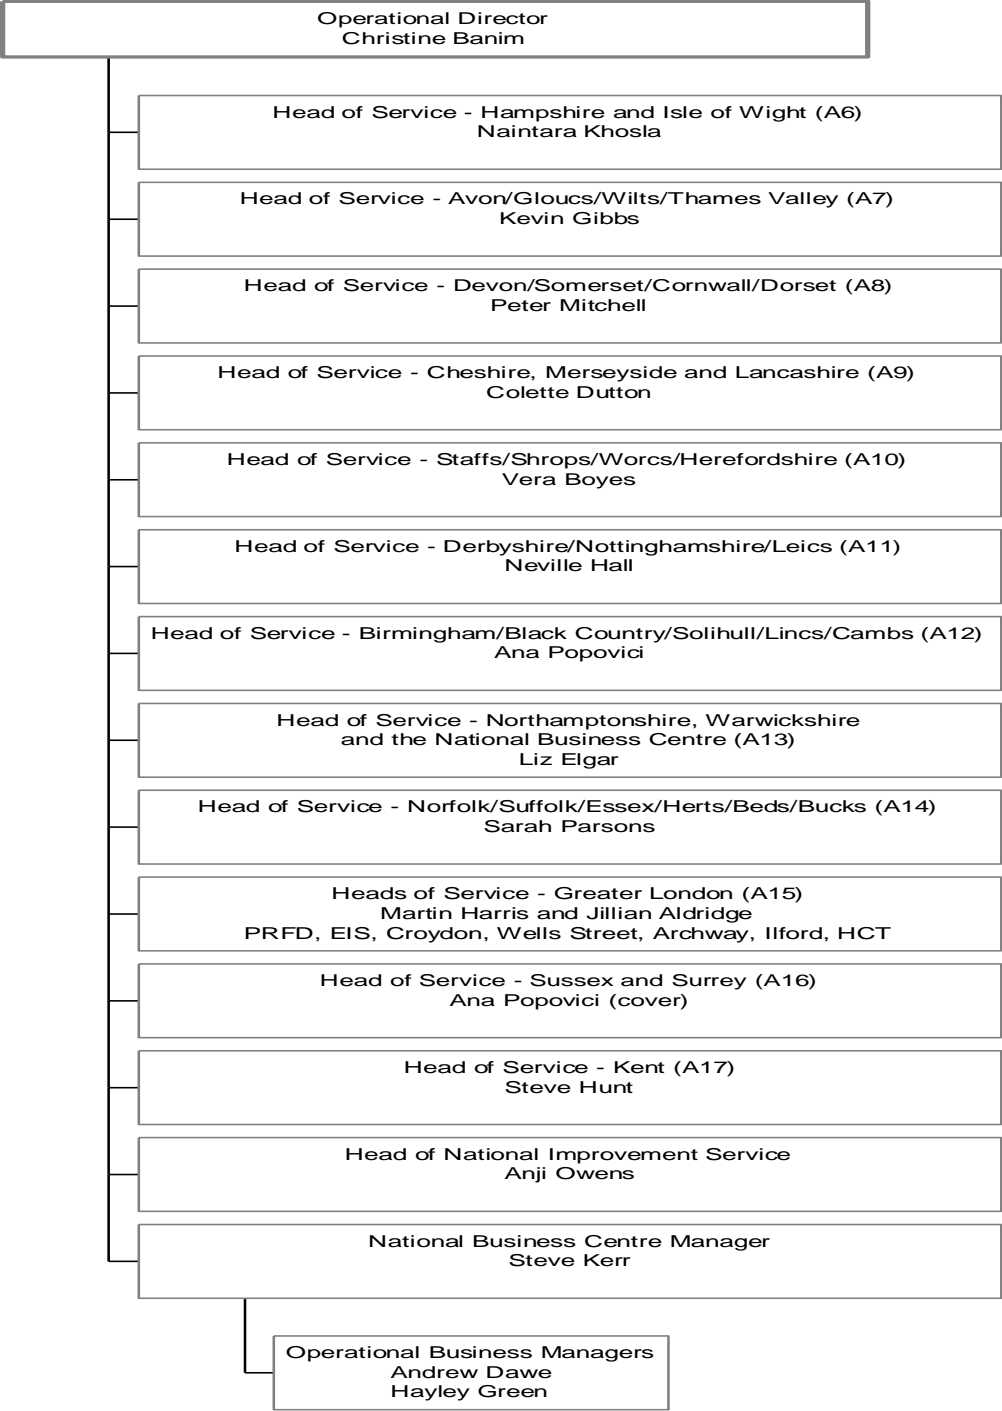 Operational Director
Christine Banim
Head of Service - Hampshire and Isle of Wight (A6)
Naintara Khosla
Head of Service - Avon/Gloucs/Wilts/Thames Valley (A7)
Kevin Gibbs
Head of Service - Devon/Somerset/Cornwall/Dorset (A8)
Peter Mitchell
Head of Service - Cheshire, Merseyside and Lancashire (A9)
Colette Dutton
Head of Service - Staffs/Shrops/Worcs/Herefordshire (A10)
Vera Boyes
Head of Service - Derbyshire/Nottinghamshire/Leics (A11)
Neville Hall
Head of Service - Birmingham/Black Country/Solihull/Lincs/Cambs (A12)
Ana Popovici
Head of Service - Northamptonshire, Warwickshire
and the National Business Centre (A13)
Liz Elgar
Head of Service - Norfolk/Suffolk/Essex/Herts/Beds/Bucks (A14)
Sarah Parsons
Heads of Service - Greater London (A15)
Martin Harris and Jillian Aldridge
PRFD, EIS, Croydon, Wells Street, Archway, Ilford, HCT
Head of Service - Sussex and Surrey (A16)
Ana Popovici (cover)
Head of Service - Kent (A17)
Steve Hunt
Head of National Improvement Service
Anji Owens
National Business Centre Manager
Steve Kerr
Operational Business Managers
Andrew Dawe
Hayley Green